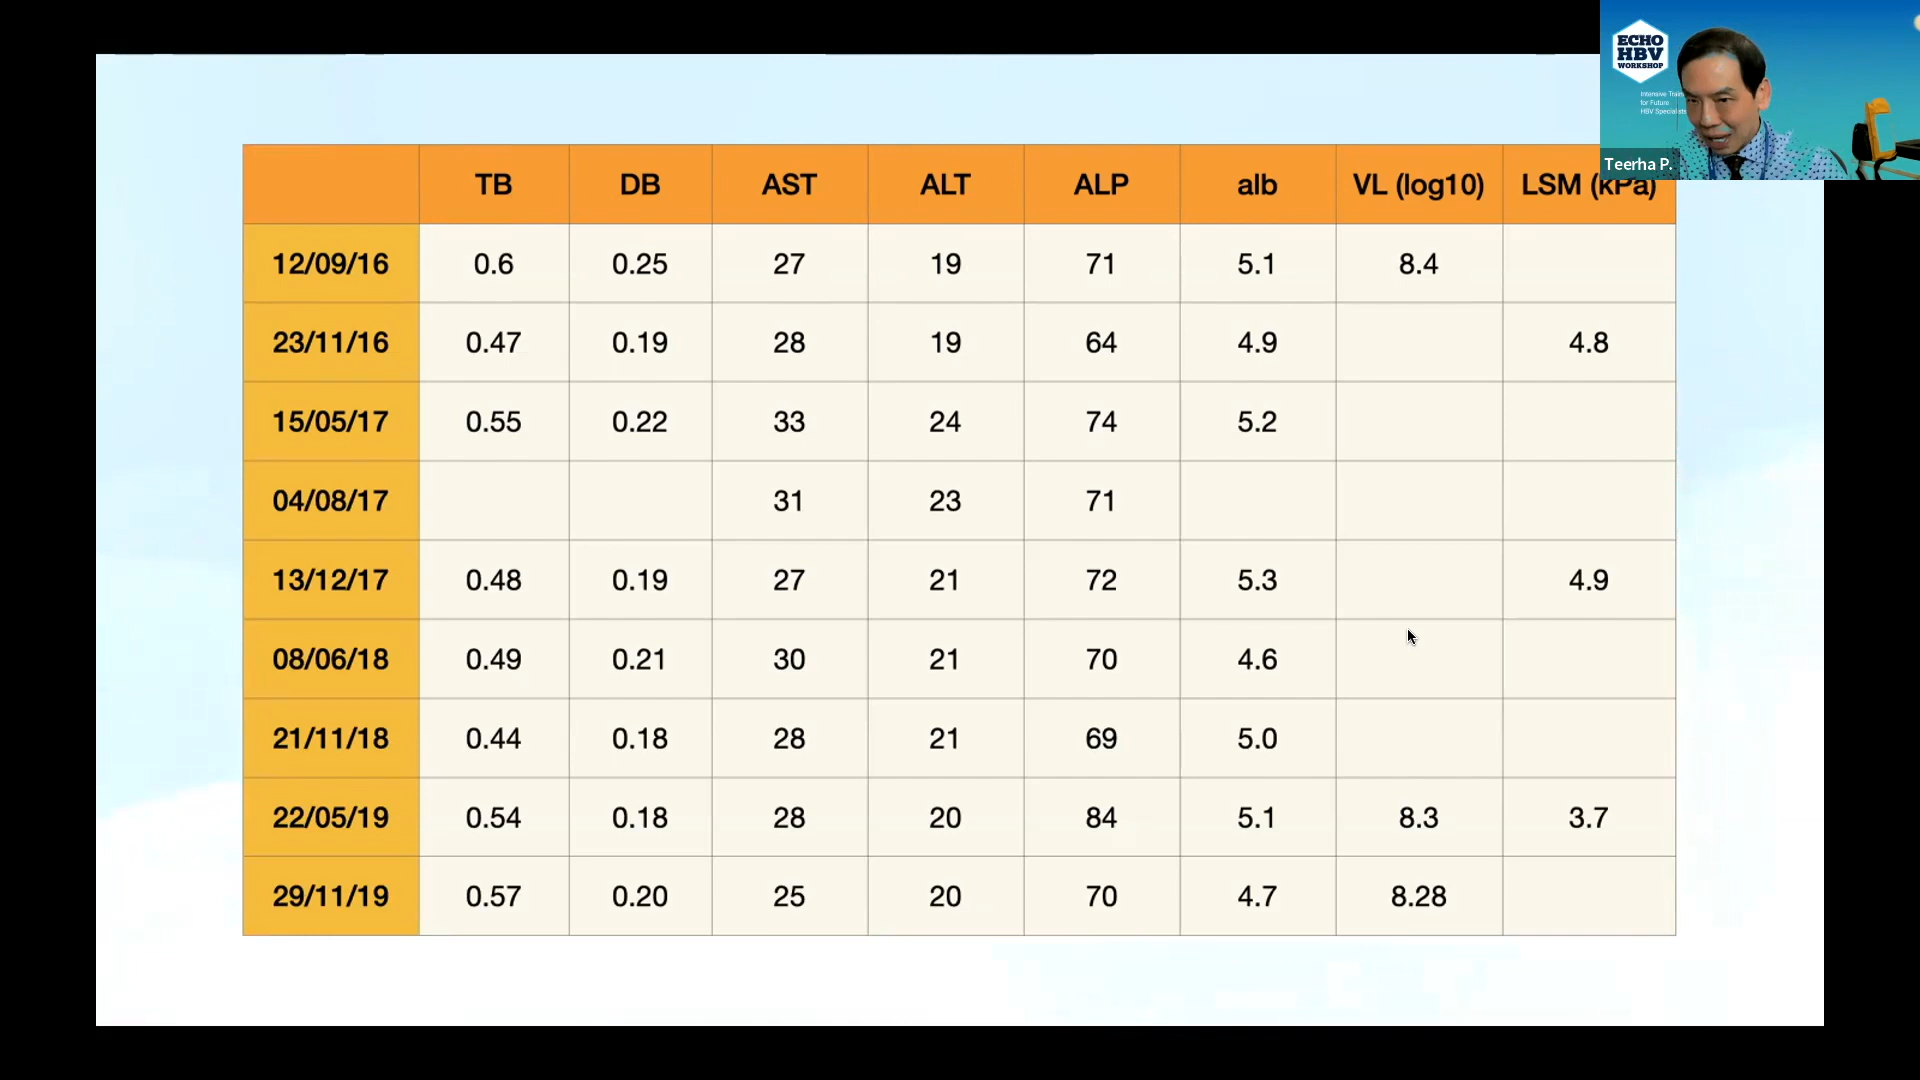 ECHO
HBV
WORKSHOP
Intensive Train
for Future
HBV Specialists
Teerha P.
TB DB AST ALT ALP alb VL (log10) LSM (kPa)
12/09/16 0.6 0.25 27 19 71 5.1 8.4
23/11/16 0.47 0.19 28 19 64 4.9 4.8
15/05/17 0.55 0.22 33 24 74 5.2
04/08/17 31 23 71
13/12/17 0.48 0.19 27 21 72 5.3 4.9
08/06/18 0.49 0.21 30 21 70 4.6
21/11/18 0.44 0.18 28 21 69 5.0
22/05/19 0.54 0.18 28 20 84 5.1 8.3 3.7
29/11/19 0.57 0.20 25 20 70 4.7 8.28